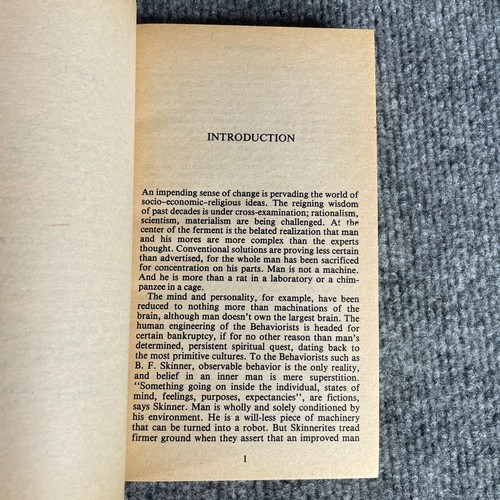 INTRODUCTION
An impending sense of change is pervading the world of
socio-economic-religious ideas. The reigning wisdom
of past decades is under cross-examination; rationalism,
scientism, materialism are being challenged. At the
center of the ferment is the belated realization that man
and his mores are more complex than the experts
thought. Conventional solutions are proving less certain
than advertised, for the whole man has been sacrificed
for concentration on his parts. Man is not a machine.
And he is more than a rat in a laboratory or a chim-
panzee in a cage.
The mind and personality, for example, have been
reduced to nothing more than machinations of the
brain, although man doesn't own the largest brain. The
human engineering of the Behaviorists is headed for
certain bankruptcy, if for no other reason than man's
determined, persistent spiritual quest, dating back to
the most primitive cultures. To the Behaviorists such as
B. F. Skinner, observable behavior is the only reality,
and belief in an inner man is mere superstition.
"Something going on inside the individual, states of
mind, feelings, purposes, expectancies", are fictions,
says Skinner. Man is wholly and solely conditioned by
his environment. He is a will-less piece of machinery
that can be turned into a robot. But Skinnerites tread
firmer ground when they assert that an improved man
1